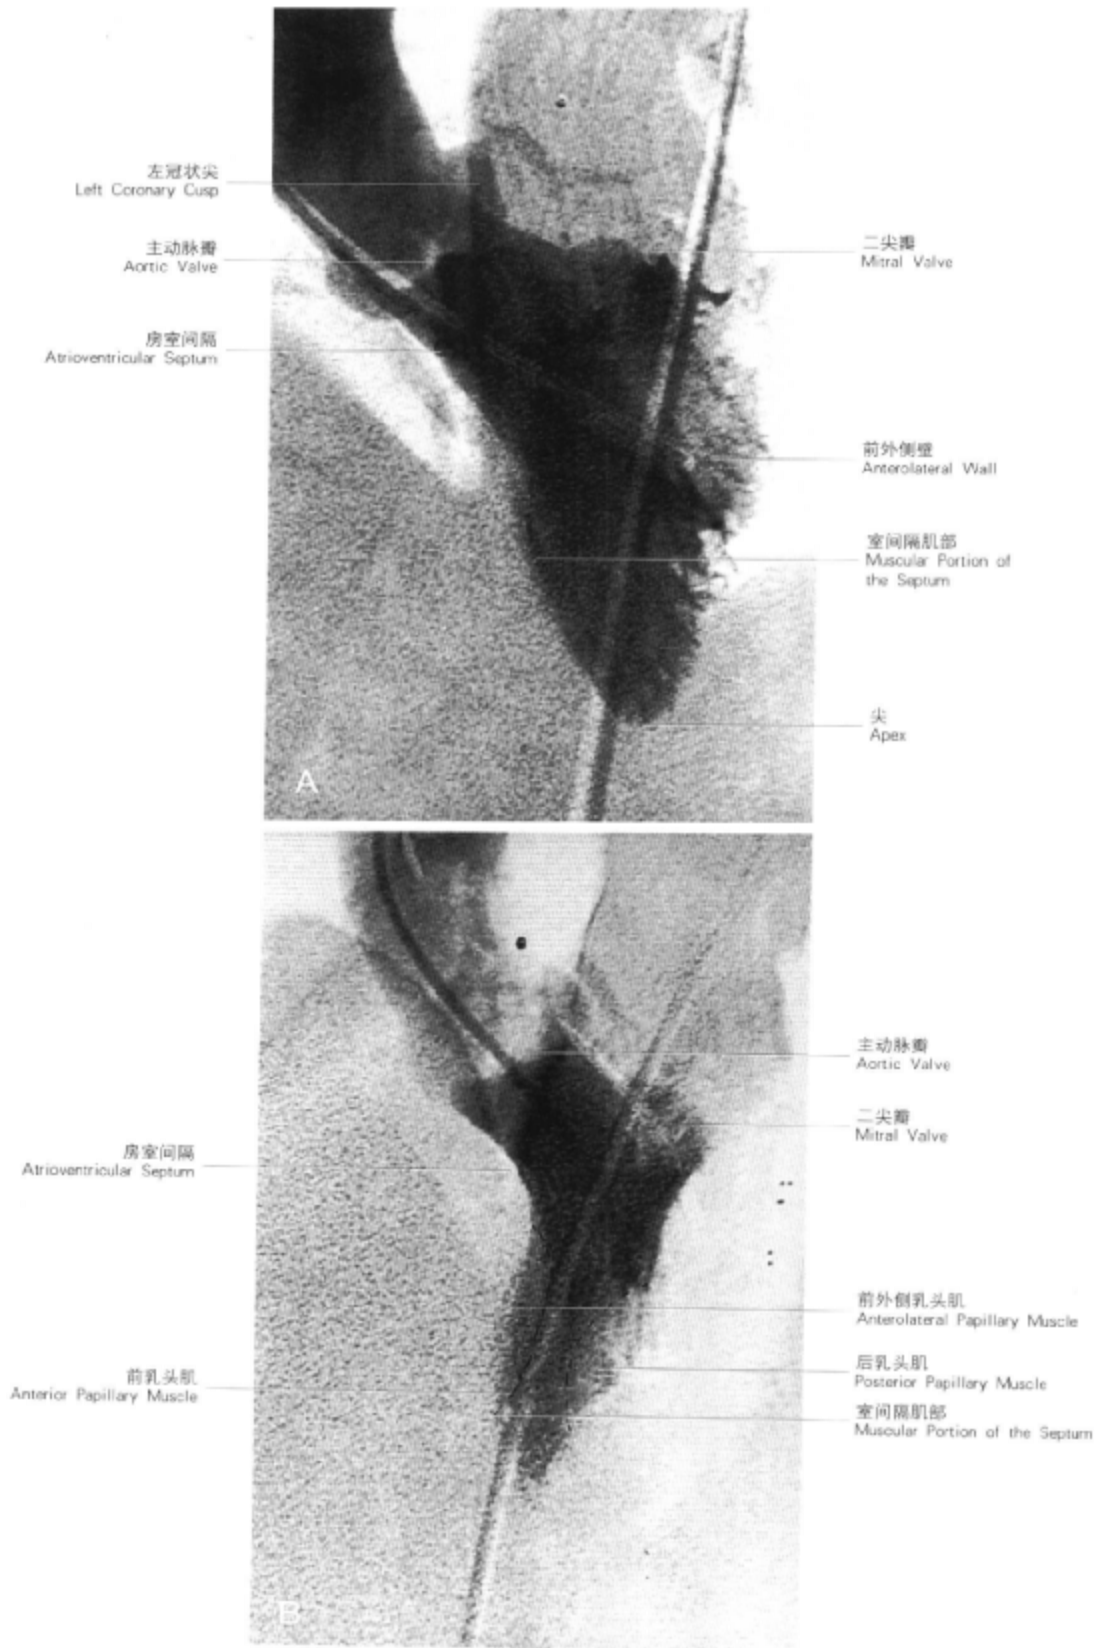 左冠状尖
Left Coronary Cusp
主动脉瓣
Aortic Valve
房室间隔
Atrioventricular Septum
二尖瓣
Mitral Valve
前外侧壁
Anterolateral Wall
室间隔肌部
Muscular Portion of
the Septum
尖
Apex
A
主动脉瓣
Aortic Valve
二尖瓣
Mitral Valve
房室间隔
Atrioventricular Septum
前外侧乳头肌
Anterolateral Papillary Muscle
后乳头肌
Posterior Papillary Muscle
前乳头肌
Anterior Papillary Muscle
室间隔肌部
Muscular Portion of the Septum
B